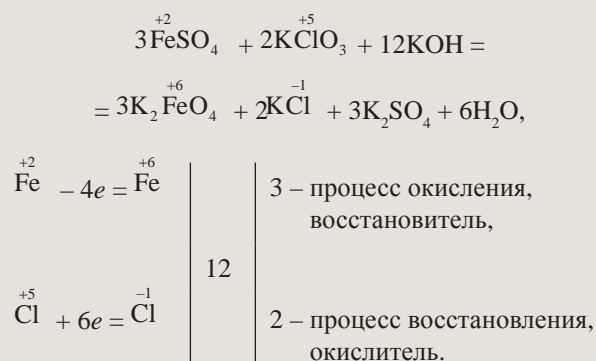 +2 +5
3FeSO₄ + 2KClO₃ + 12KOH =
+6 −1
= 3K₂FeO₄ + 2KCl + 3K₂SO₄ + 6H₂O,
+2 +6
Fe − 4e = Fe 3 – процесс окисления,
восстановитель,
12
+5 −1
Cl + 6e = Cl 2 – процесс восстановления,
окислитель.